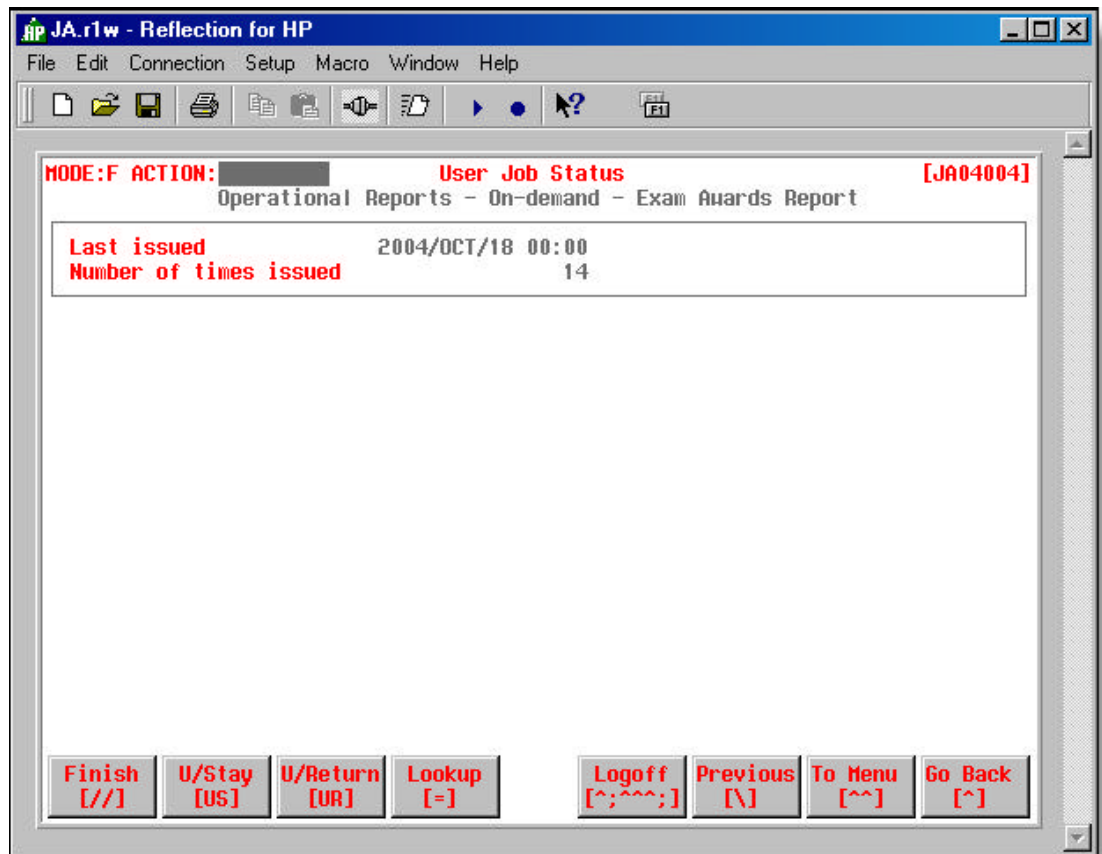 JA.r1w - Reflection for HP
File Edit Connection Setup Macro Window Help
MODE:F ACTION: User Job Status [JA04004]
Operational Reports - On-demand - Exam Awards Report
Last issued 2004/OCT/18 00:00
Number of times issued 14
Finish U/Stay U/Return Lookup Logoff Previous To Menu Go Back
[//] [US] [UR] [=] [^;^^^;] [\] [^^] [^]